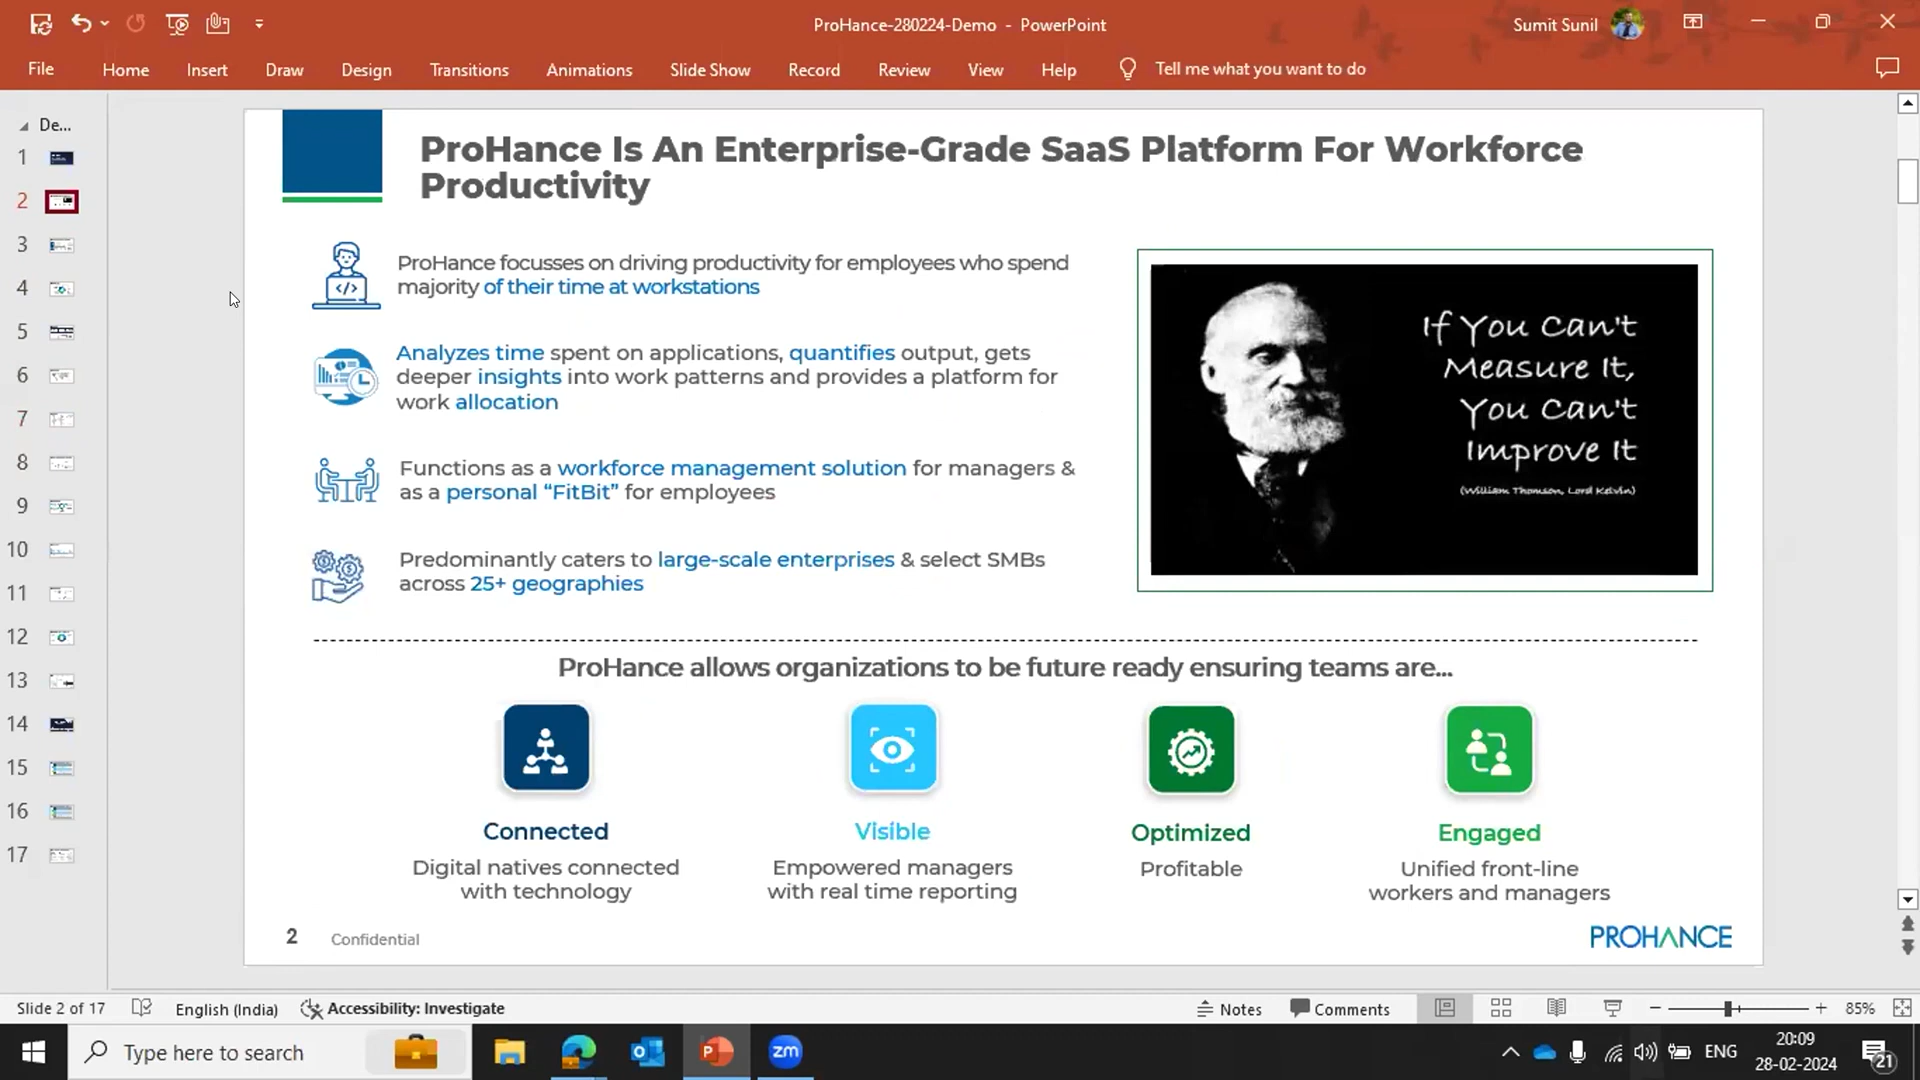 ProHance-280224-Demo - PowerPoint
Sumit Sunil
File
Home
Insert
Draw
Design
Transitions
Animations
Slide Show
Record
Review
View
Help
Tell me what you want to do
De...
1
2
3
4
5
6
7
8
9
10
11
12
13
14
15
16
17
ProHance Is An Enterprise-Grade SaaS Platform For Workforce
Productivity
ProHance focusses on driving productivity for employees who spend
majority of their time at workstations
Analyzes time spent on applications, quantifies output, gets
deeper insights into work patterns and provides a platform for
work allocation
Functions as a workforce management solution for managers &
as a personal “FitBit” for employees
Predominantly caters to large-scale enterprises & select SMBs
across 25+ geographies
If You Can't
Measure It,
You Can't
Improve It
(William Thomson, Lord Kelvin)
ProHance allows organizations to be future ready ensuring teams are...
Connected
Digital natives connected
with technology
Visible
Empowered managers
with real time reporting
Optimized
Profitable
Engaged
Unified front-line
workers and managers
2
Confidential
PROHANCE
Slide 2 of 17
English (India)
Accessibility: Investigate
Notes
Comments
85%
Type here to search
P
zm
ENG
20:09
28-02-2024
21